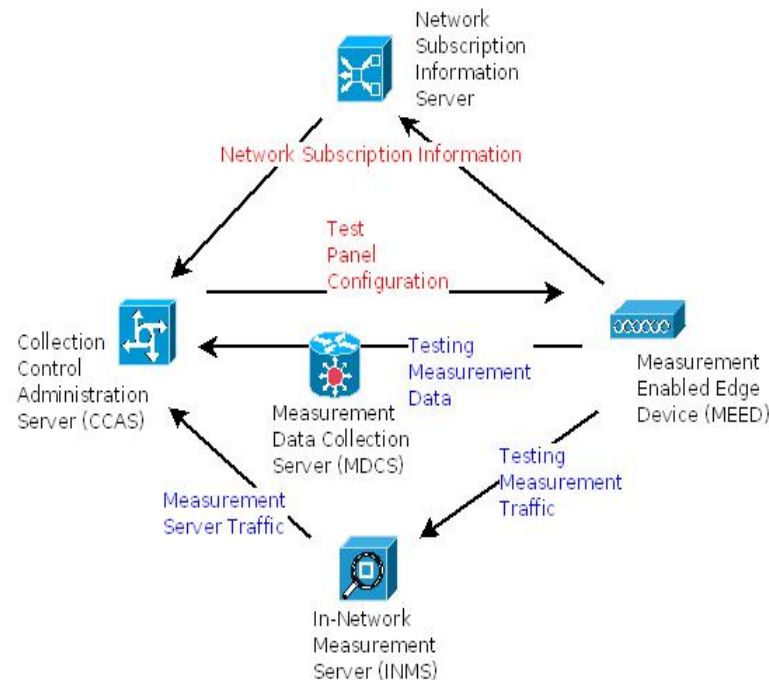 Network
Subscription
Information
Server
Network Subscription Information
Test
Panel
Configuration
Collection
Control
Administration
Server (CCAS)
Testing
Measurement
Data
Measurement
Enabled Edge
Device (MEED)
Measurement
Data Collection
Server (MDCS)
Testing
Measurement
Traffic
Measurement
Server Traffic
In-Network
Measurement
Server (INMS)